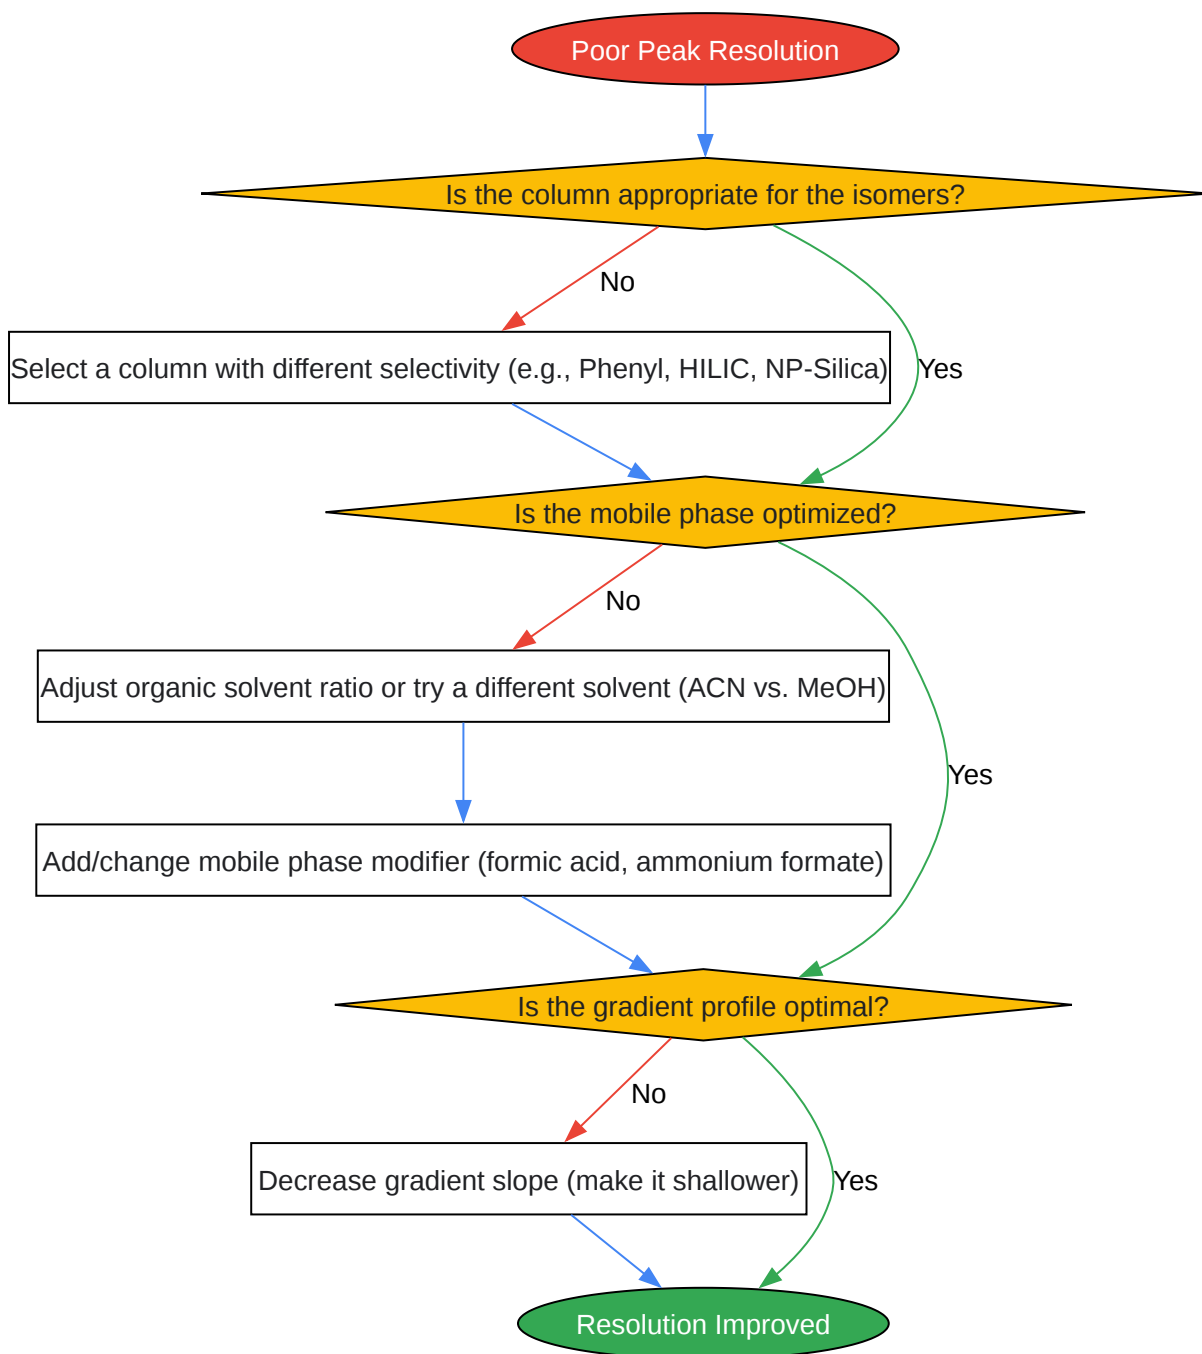 Poor Peak Resolution
Is the column appropriate for the isomers?
No
Select a column with different selectivity (e.g., Phenyl, HILIC, NP-Silica)
Yes
Is the mobile phase optimized?
No
Adjust organic solvent ratio or try a different solvent (ACN vs. MeOH)
Yes
Add/change mobile phase modifier (formic acid, ammonium formate)
Is the gradient profile optimal?
No
Decrease gradient slope (make it shallower)
Yes
Resolution Improved